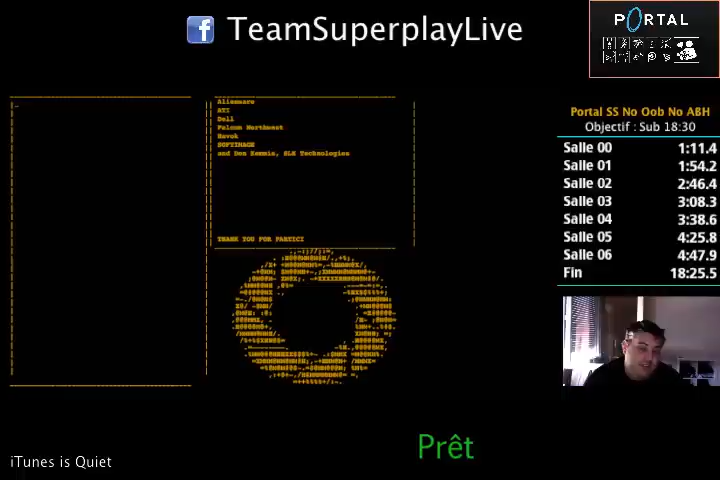 TeamSuperplayLive
PORTAL
Alienware
ATI
Dell
Falcon Northwest
Havok
SOFTIMAGE
and Don Kemmis, SLK Technologies
THANK YOU FOR PARTICI
Portal SS No Oob No ABH
Objectif : Sub 18:30
Salle 00 1:11.4
Salle 01 1:54.2
Salle 02 2:46.4
Salle 03 3:08.3
Salle 04 3:38.6
Salle 05 4:25.8
Salle 06 4:47.9
Fin 18:25.5
Prêt
iTunes is Quiet